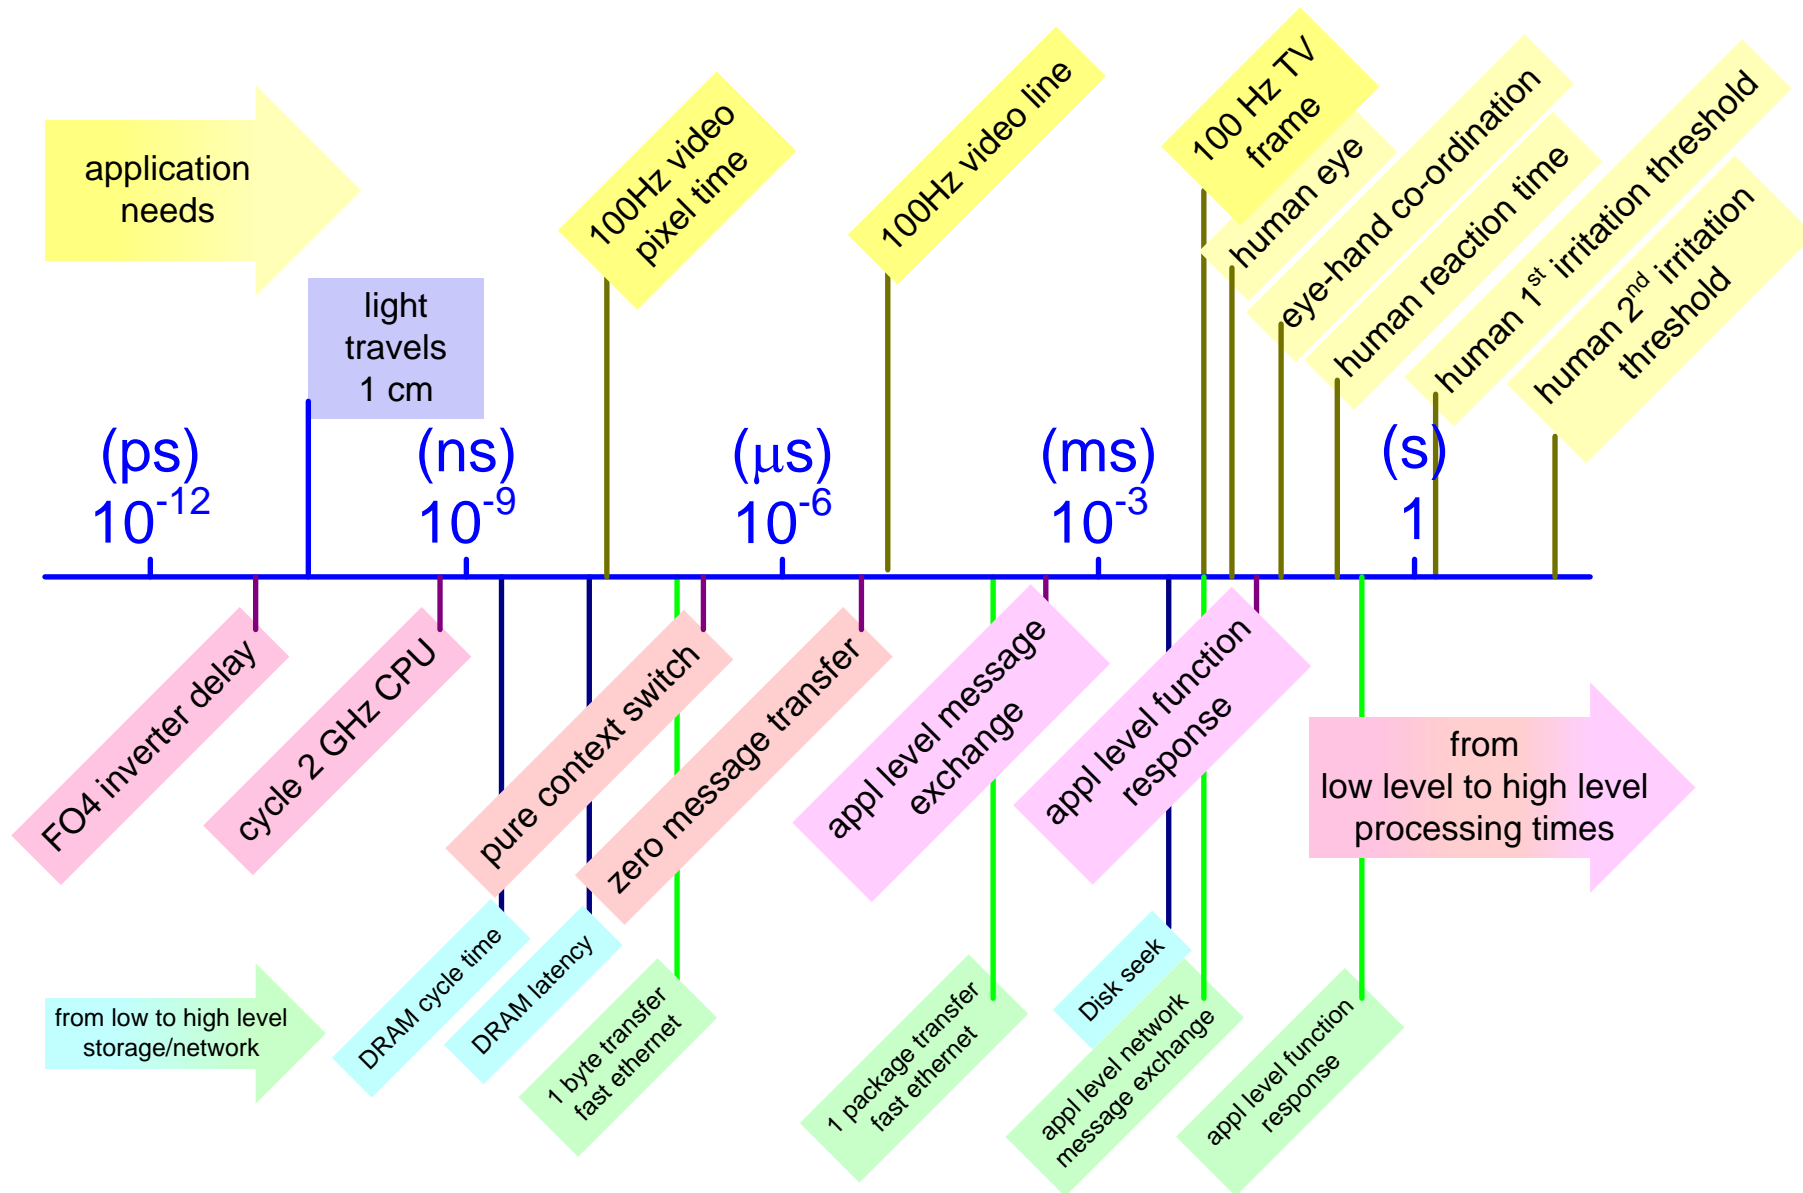 application
needs
light
travels
1 cm
100Hz video
pixel time
100Hz video line
100 Hz TV
frame
human eye
eye-hand co-ordination
human reaction time
human 1st irritation threshold
human 2nd irritation
threshold
(ps)
10-12
(ns)
10-9
(μs)
10-6
(ms)
10-3
(s)
1
FO4 inverter delay
cycle 2 GHz CPU
pure context switch
zero message transfer
appl level message
exchange
appl level function
response
from
low level to high level
processing times
from low to high level
storage/network
DRAM cycle time
DRAM latency
1 byte transfer
fast ethernet
1 package transfer
fast ethernet
Disk seek
appl level network
message exchange
appl level function
response